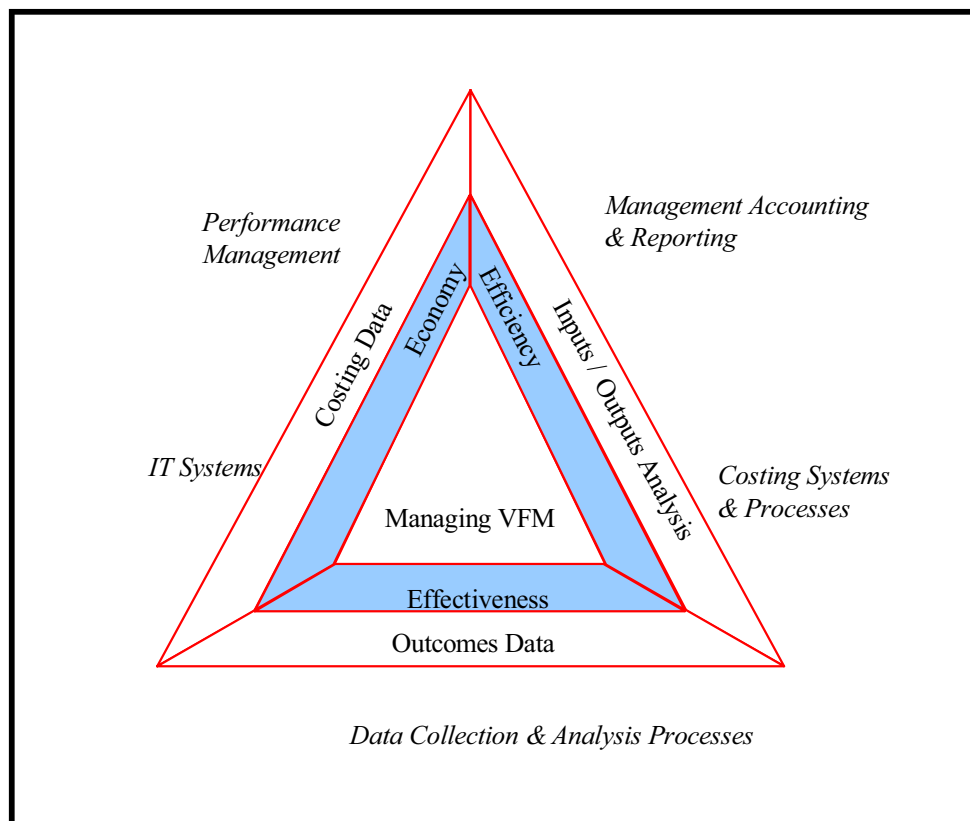 Performance
Management
Management Accounting
& Reporting
Costing Data
Economy
Efficiency
Inputs / Outputs Analysis
IT Systems
Costing Systems
& Processes
Managing VFM
Effectiveness
Outcomes Data
Data Collection & Analysis Processes